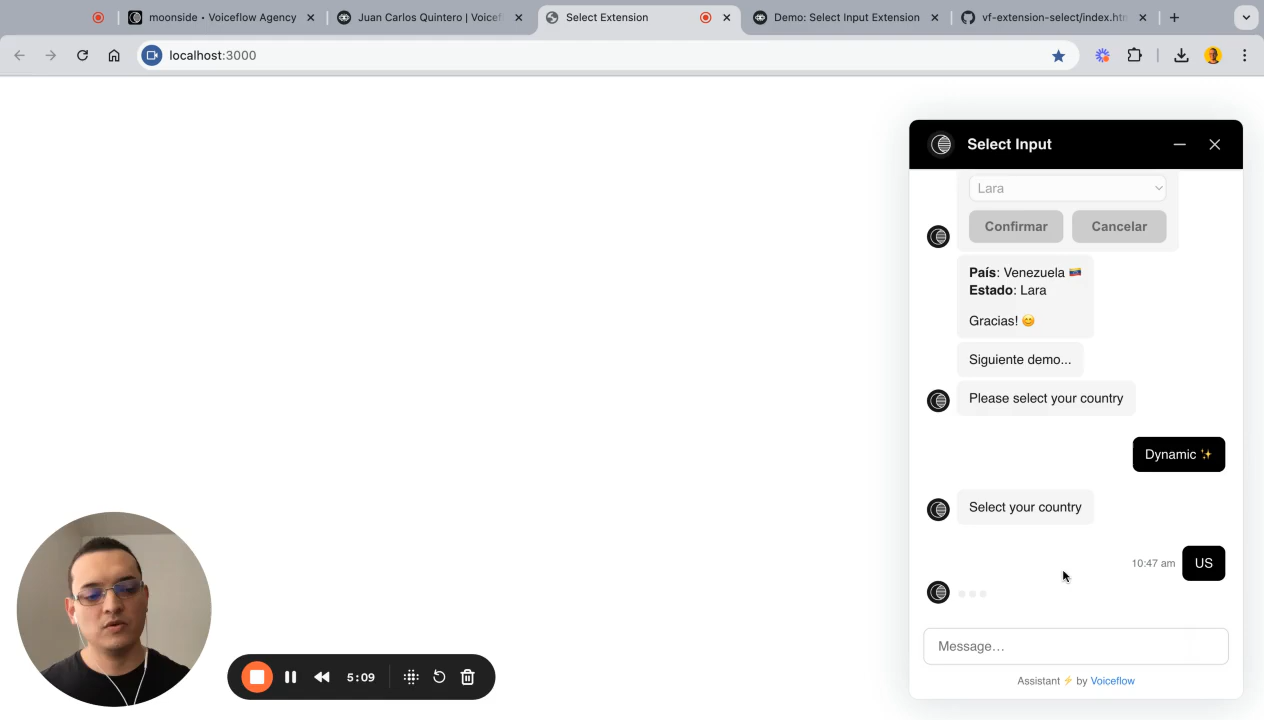 moonside • Voiceflow Agency
Juan Carlos Quintero | Voicef
Select Extension
Demo: Select Input Extension
vf-extension-select/index.htm
localhost:3000
Select Input
Lara
Confirmar
Cancelar
País: Venezuela 🇻🇪
Estado: Lara
Gracias! 😊
Siguiente demo...
Please select your country
Dynamic ✨
Select your country
10:47 am
US
Message...
5:09
Assistant ⚡ by Voiceflow